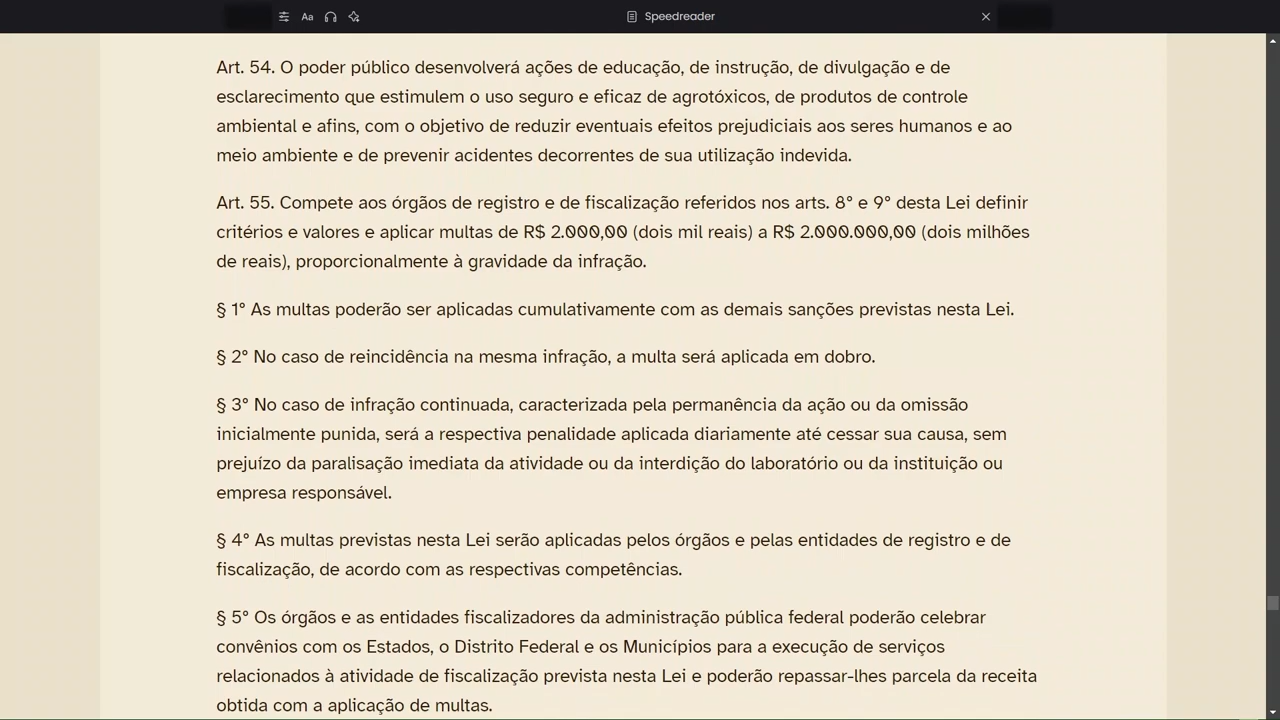 Aa
Speedreader
Art. 54. O poder público desenvolverá ações de educação, de instrução, de divulgação e de
esclarecimento que estimulem o uso seguro e eficaz de agrotóxicos, de produtos de controle
ambiental e afins, com o objetivo de reduzir eventuais efeitos prejudiciais aos seres humanos e ao
meio ambiente e de prevenir acidentes decorrentes de sua utilização indevida.
Art. 55. Compete aos órgãos de registro e de fiscalização referidos nos arts. 8° e 9° desta Lei definir
critérios e valores e aplicar multas de R$ 2.000,00 (dois mil reais) a R$ 2.000.000,00 (dois milhões
de reais), proporcionalmente à gravidade da infração.
§ 1° As multas poderão ser aplicadas cumulativamente com as demais sanções previstas nesta Lei.
§ 2° No caso de reincidência na mesma infração, a multa será aplicada em dobro.
§ 3° No caso de infração continuada, caracterizada pela permanência da ação ou da omissão
inicialmente punida, será a respectiva penalidade aplicada diariamente até cessar sua causa, sem
prejuízo da paralisação imediata da atividade ou da interdição do laboratório ou da instituição ou
empresa responsável.
§ 4° As multas previstas nesta Lei serão aplicadas pelos órgãos e pelas entidades de registro e de
fiscalização, de acordo com as respectivas competências.
§ 5° Os órgãos e as entidades fiscalizadores da administração pública federal poderão celebrar
convênios com os Estados, o Distrito Federal e os Municípios para a execução de serviços
relacionados à atividade de fiscalização prevista nesta Lei e poderão repassar-lhes parcela da receita
obtida com a aplicação de multas.